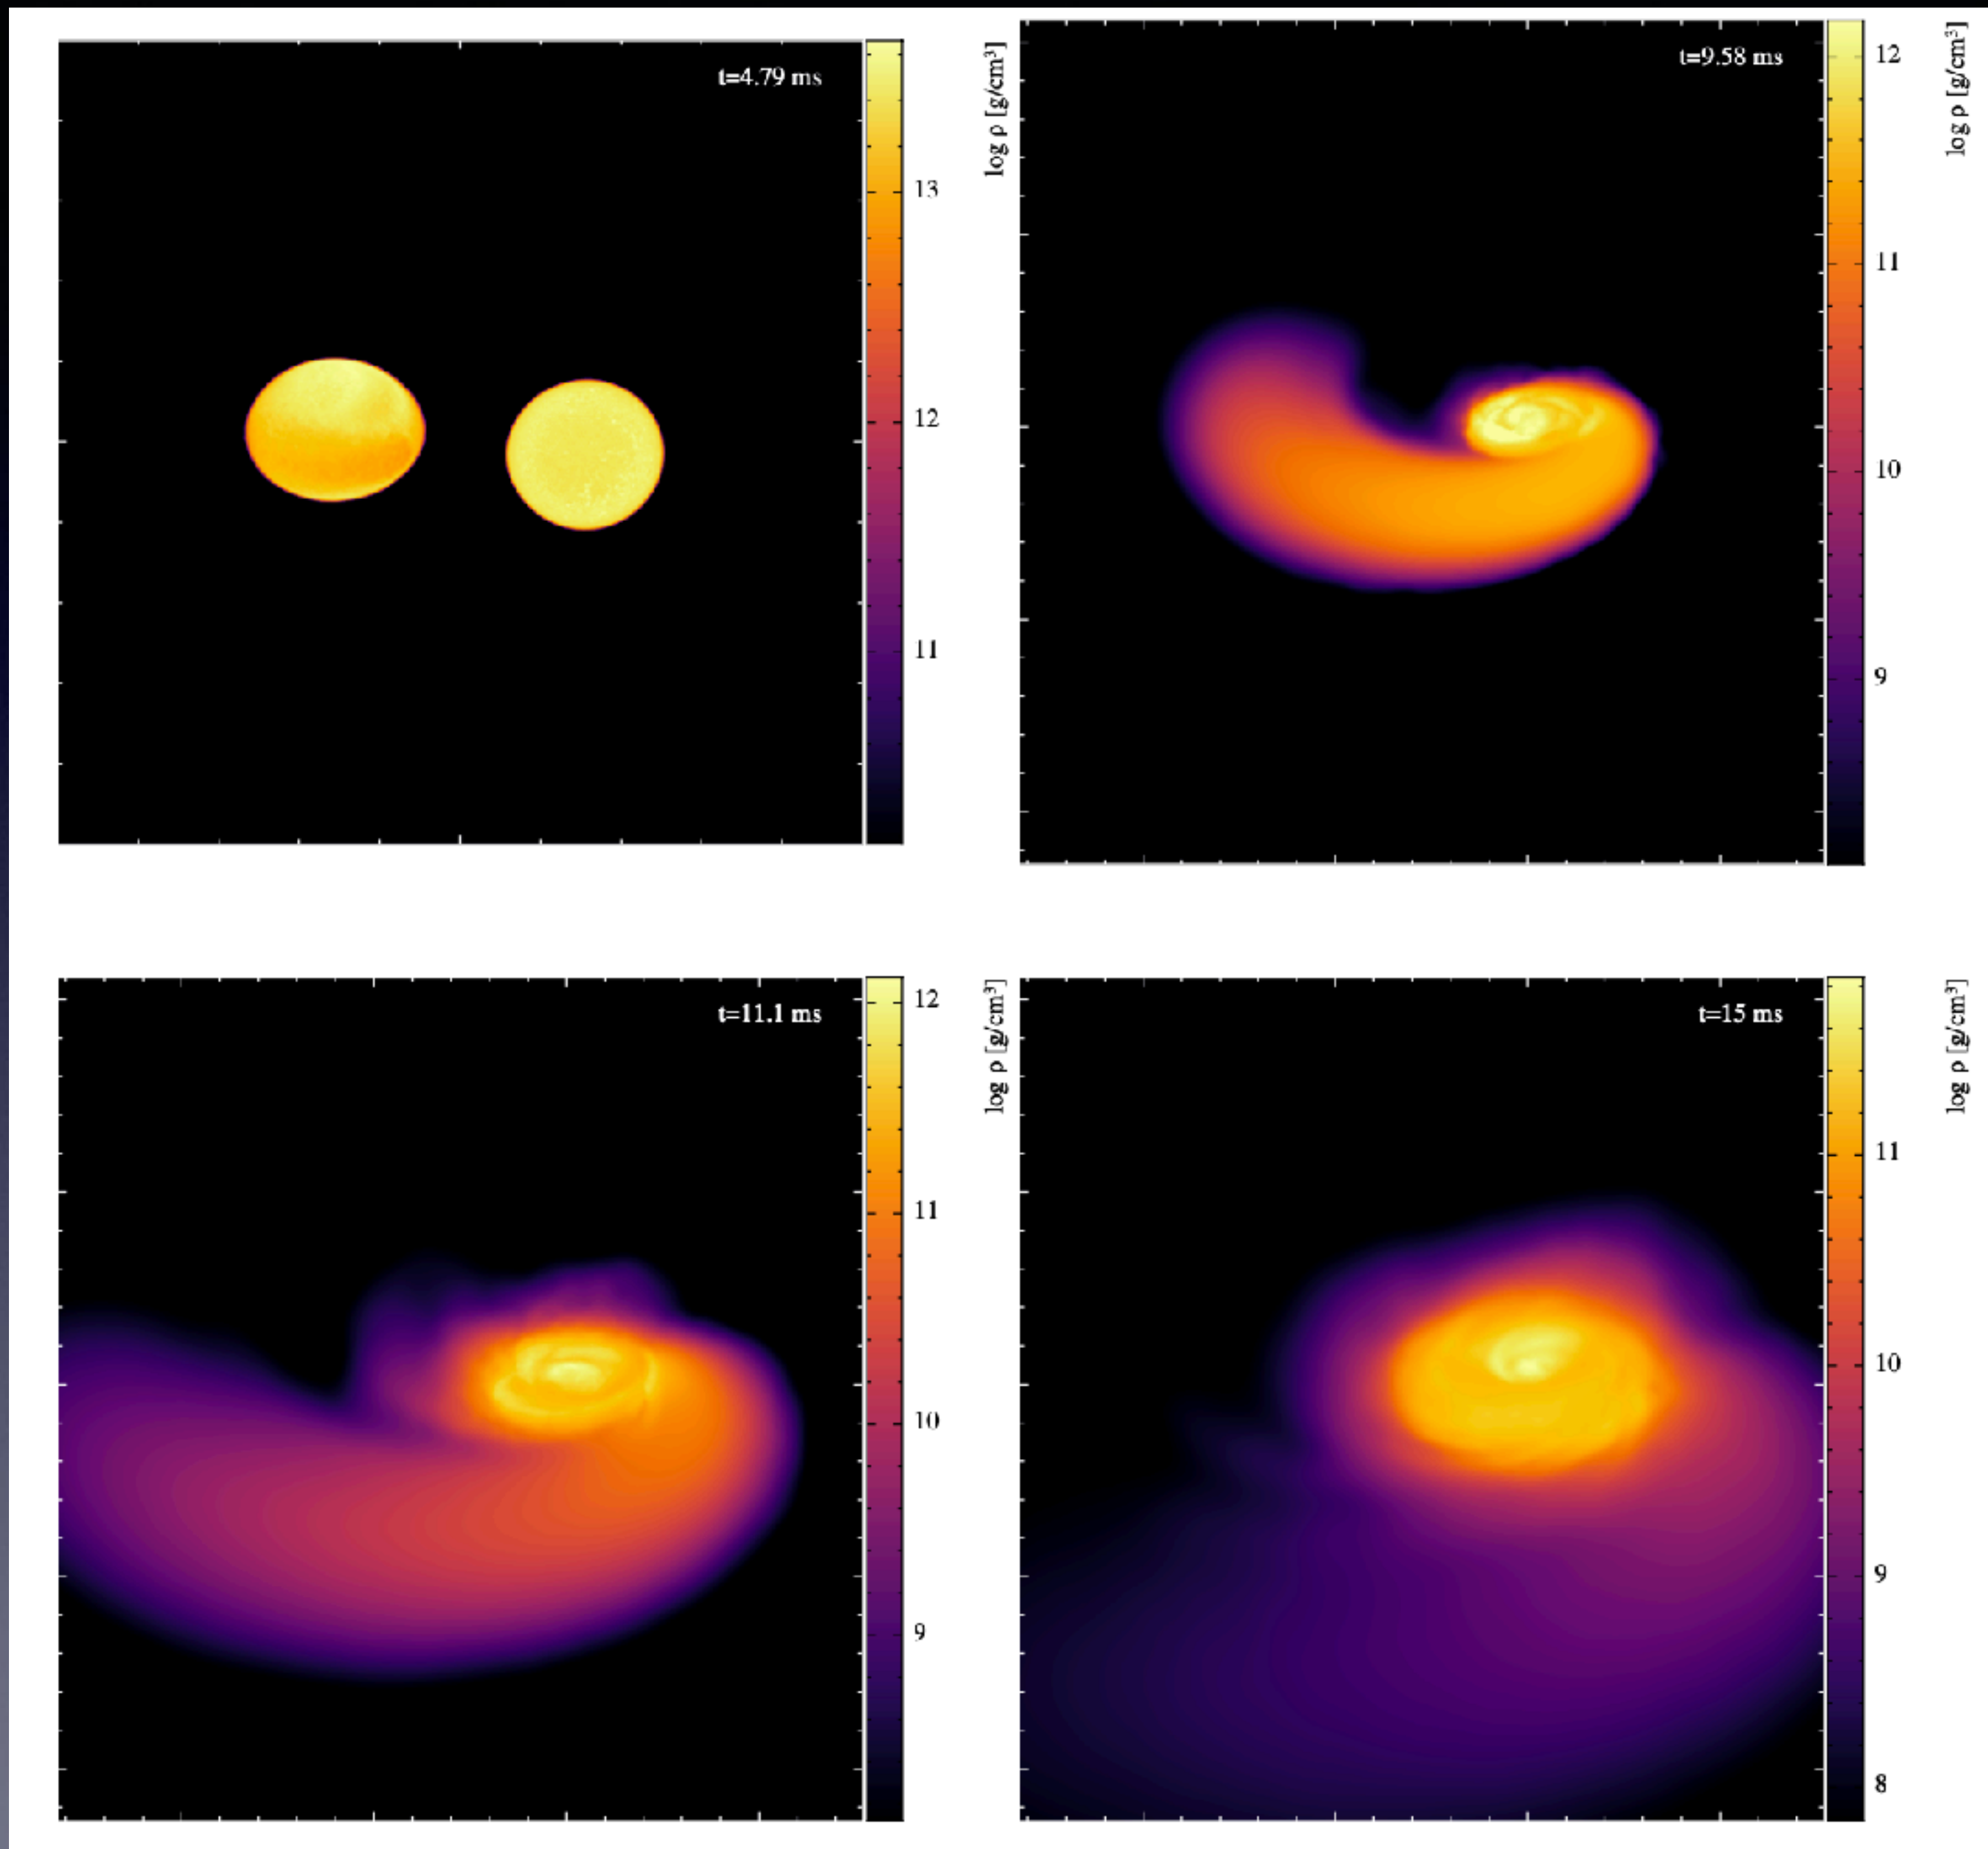 t=4.79 ms
13
12
11
log ρ [g/cm³]
t=9.58 ms
12
11
10
9
log ρ [g/cm³]
t=11.1 ms
12
11
10
9
log ρ [g/cm³]
t=15 ms
11
10
9
8
log ρ [g/cm³]